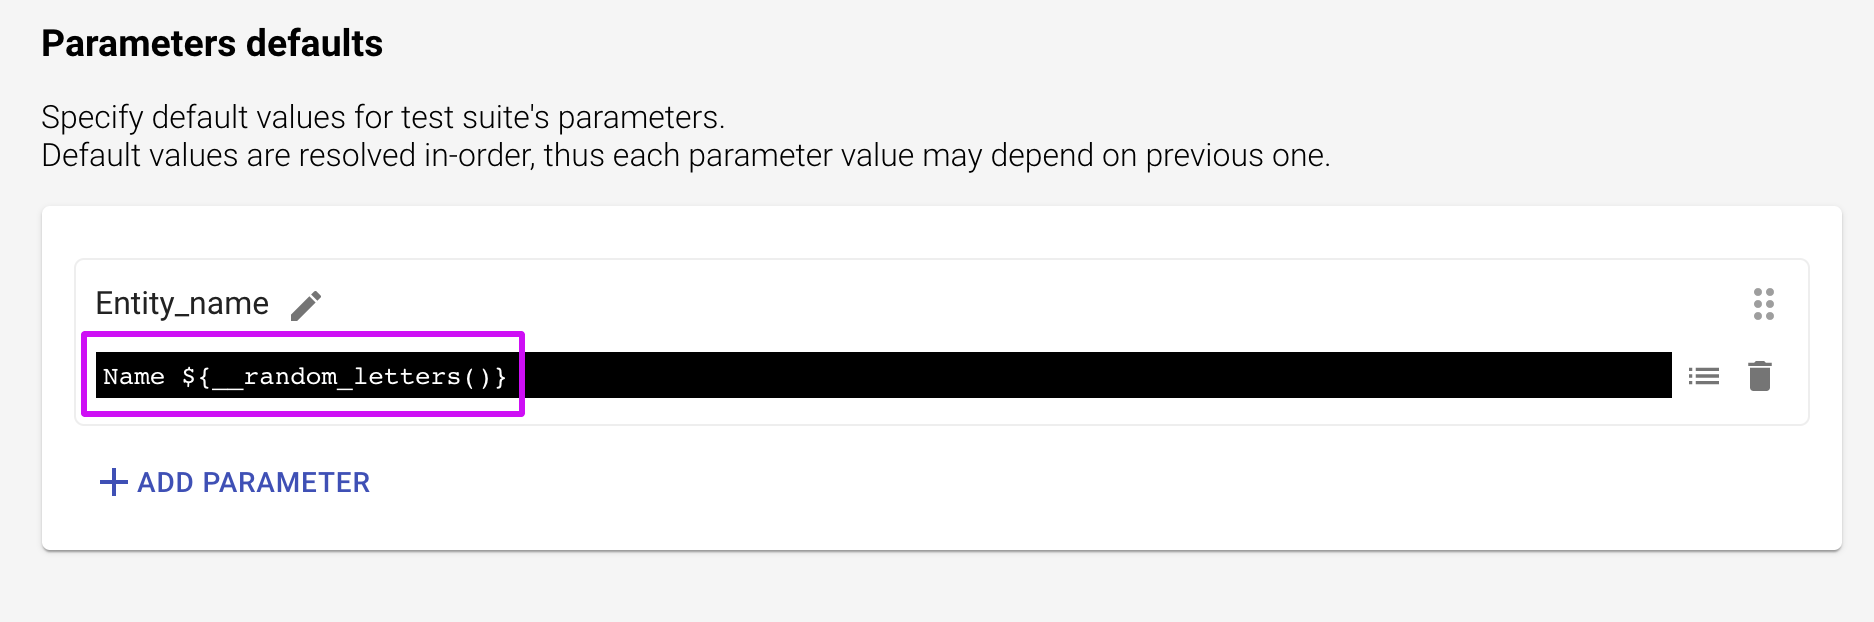 Parameters defaults
Specify default values for test suite's parameters.
Default values are resolved in-order, thus each parameter value may depend on previous one.
Entity_name
Name ${__random_letters()}
ADD PARAMETER